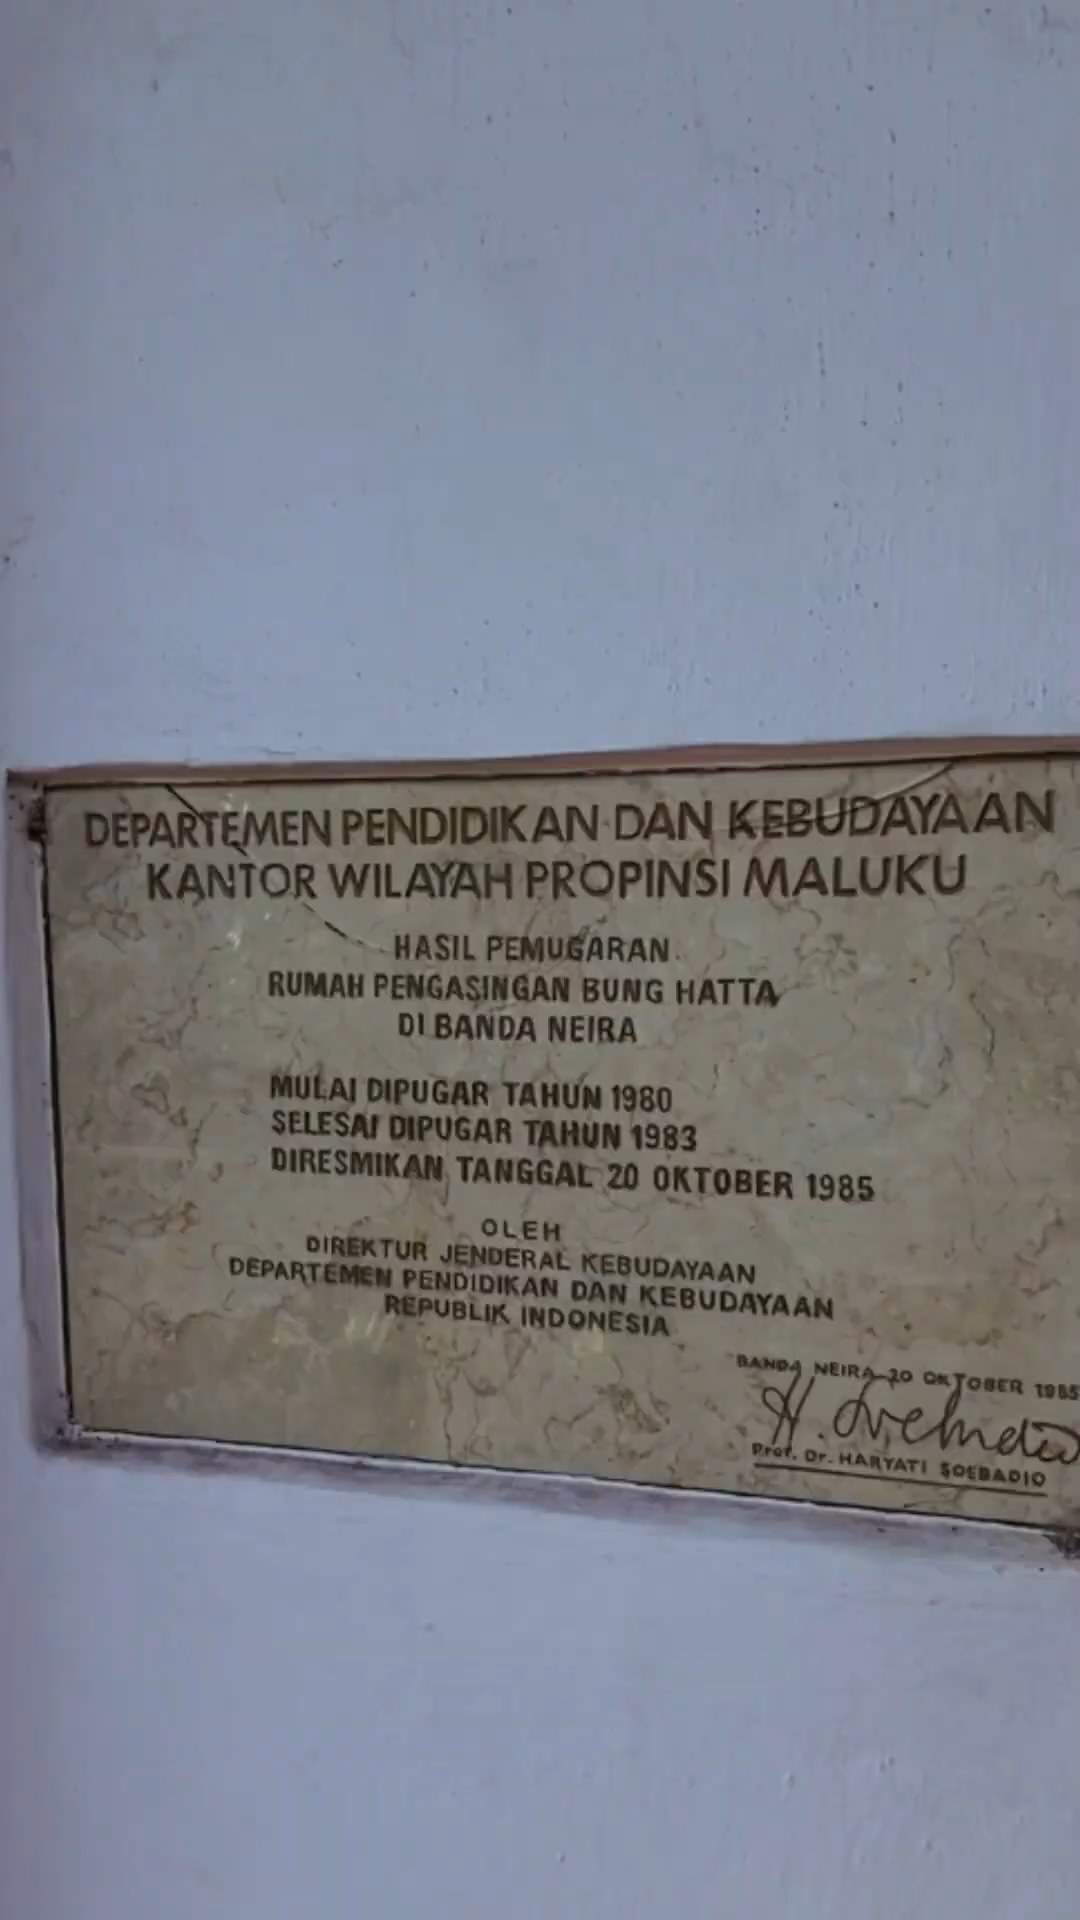 DEPARTEMEN PENDIDIKAN DAN KEBUDAYAAN
KANTOR WILAYAH PROPINSI MALUKU
HASIL PEMUGARAN
RUMAH PENGASINGAN BUNG HATTA
DI BANDA NEIRA
MULAI DIPUGAR TAHUN 1980
SELESAI DIPUGAR TAHUN 1983
DIRESMIKAN TANGGAL 20 OKTOBER 1985
OLEH
DIREKTUR JENDERAL KEBUDAYAAN
DEPARTEMEN PENDIDIKAN DAN KEBUDAYAAN
REPUBLIK INDONESIA
BANDA NEIRA 20 OKTOBER 1985
Prof. Dr. HARYATI SOEBADIO